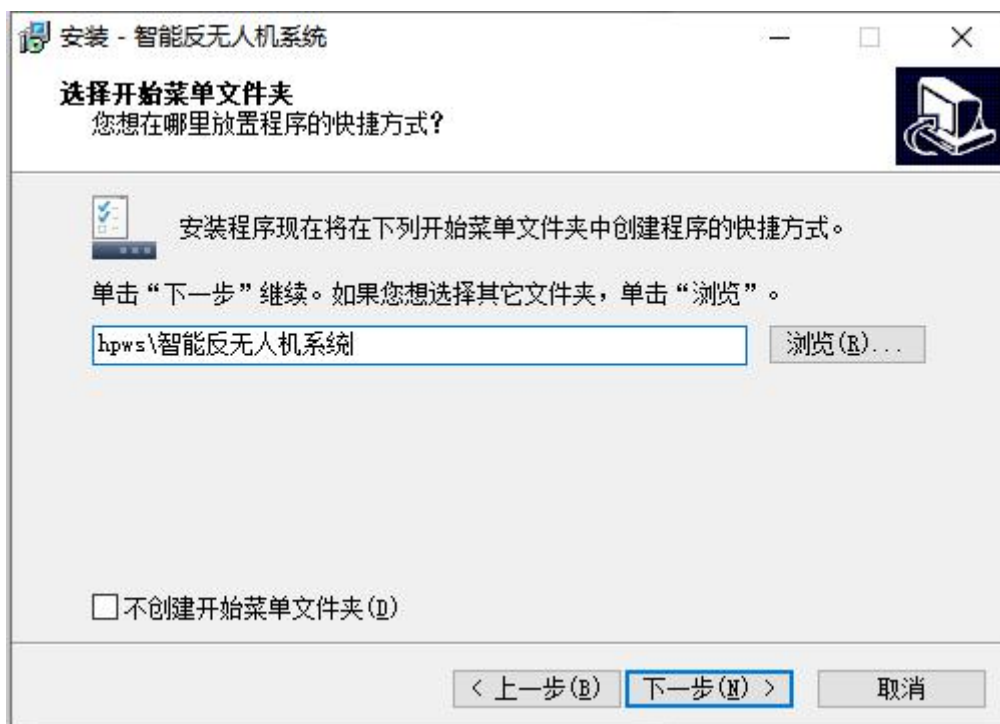 安装 - 智能反无人机系统
选择开始菜单文件夹
您想在哪里放置程序的快捷方式?
安装程序现在将在下列开始菜单文件夹中创建程序的快捷方式。
单击“下一步”继续。如果您想选择其它文件夹，单击“浏览”。
hpws\智能反无人机系统
浏览(R)...
不创建开始菜单文件夹(D)
< 上一步(B) 下一步(N) > 取消